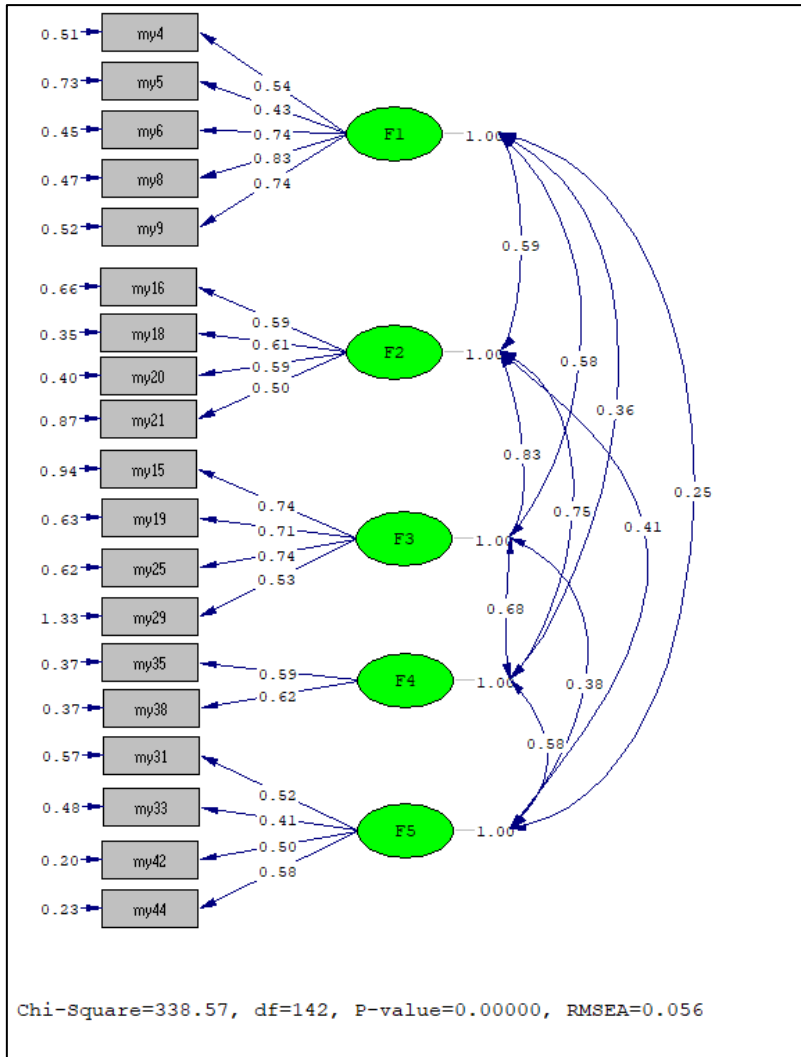 0.51 my4
0.54
0.73 my5
0.43
0.45 my6
0.74
F1
1.00
0.47 my8
0.83
0.52 my9
0.74
0.59
0.66 my16
0.59
0.35 my18
0.61
F2
1.00
0.58
0.40 my20
0.59
0.87 my21
0.50
0.36
0.94 my15
0.83
0.25
0.74
0.75
0.41
0.63 my19
0.71
F3
1.00
0.62 my25
0.74
1.33 my29
0.53
0.68
0.37 my35
0.59
F4
1.00
0.38
0.37 my38
0.62
0.57 my31
0.58
0.52
0.48 my33
0.41
F5
1.00
0.20 my42
0.50
0.23 my44
0.58
Chi-Square=338.57, df=142, P-value=0.00000, RMSEA=0.056